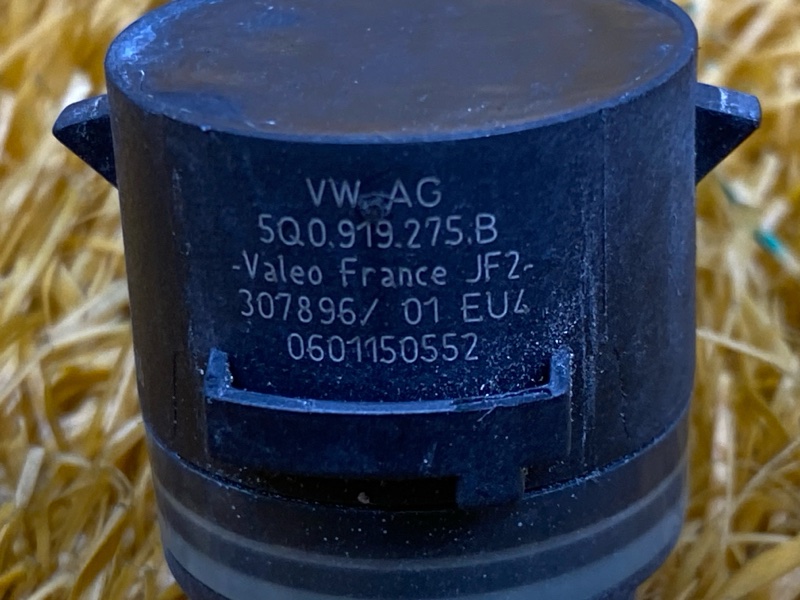 VW AG
5Q0.919.275.B
-Valeo France JF2-
307896/ 01 EU4
0601150552